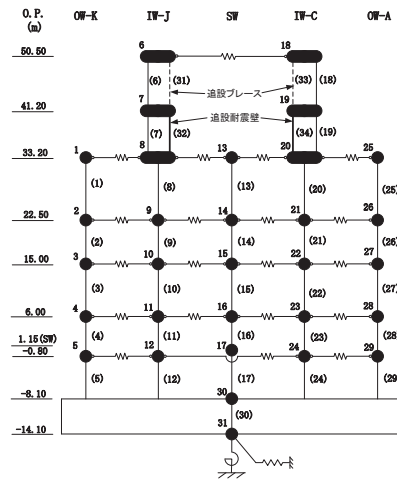 O.P.
(m)
OW-K IW-J SW IW-C OW-A
50.50 6 18
(6) (31) (33) (18)
追設ブレース
41.20 7 19
追設耐震壁
(7) (32) (34) (19)
33.20 1 8 13 20 25
(1) (8) (13) (20) (25)
22.50 2 9 14 21 26
(2) (9) (14) (21) (26)
15.00 3 10 15 22 27
(3) (10) (15) (22) (27)
6.00 4 11 16 23 28
(4) (11) (16) (23) (28)
1.15(SW)
-0.80 5 12 17 24 29
(5) (12) (17) (24) (29)
-8.10 30
(30)
-14.10 31